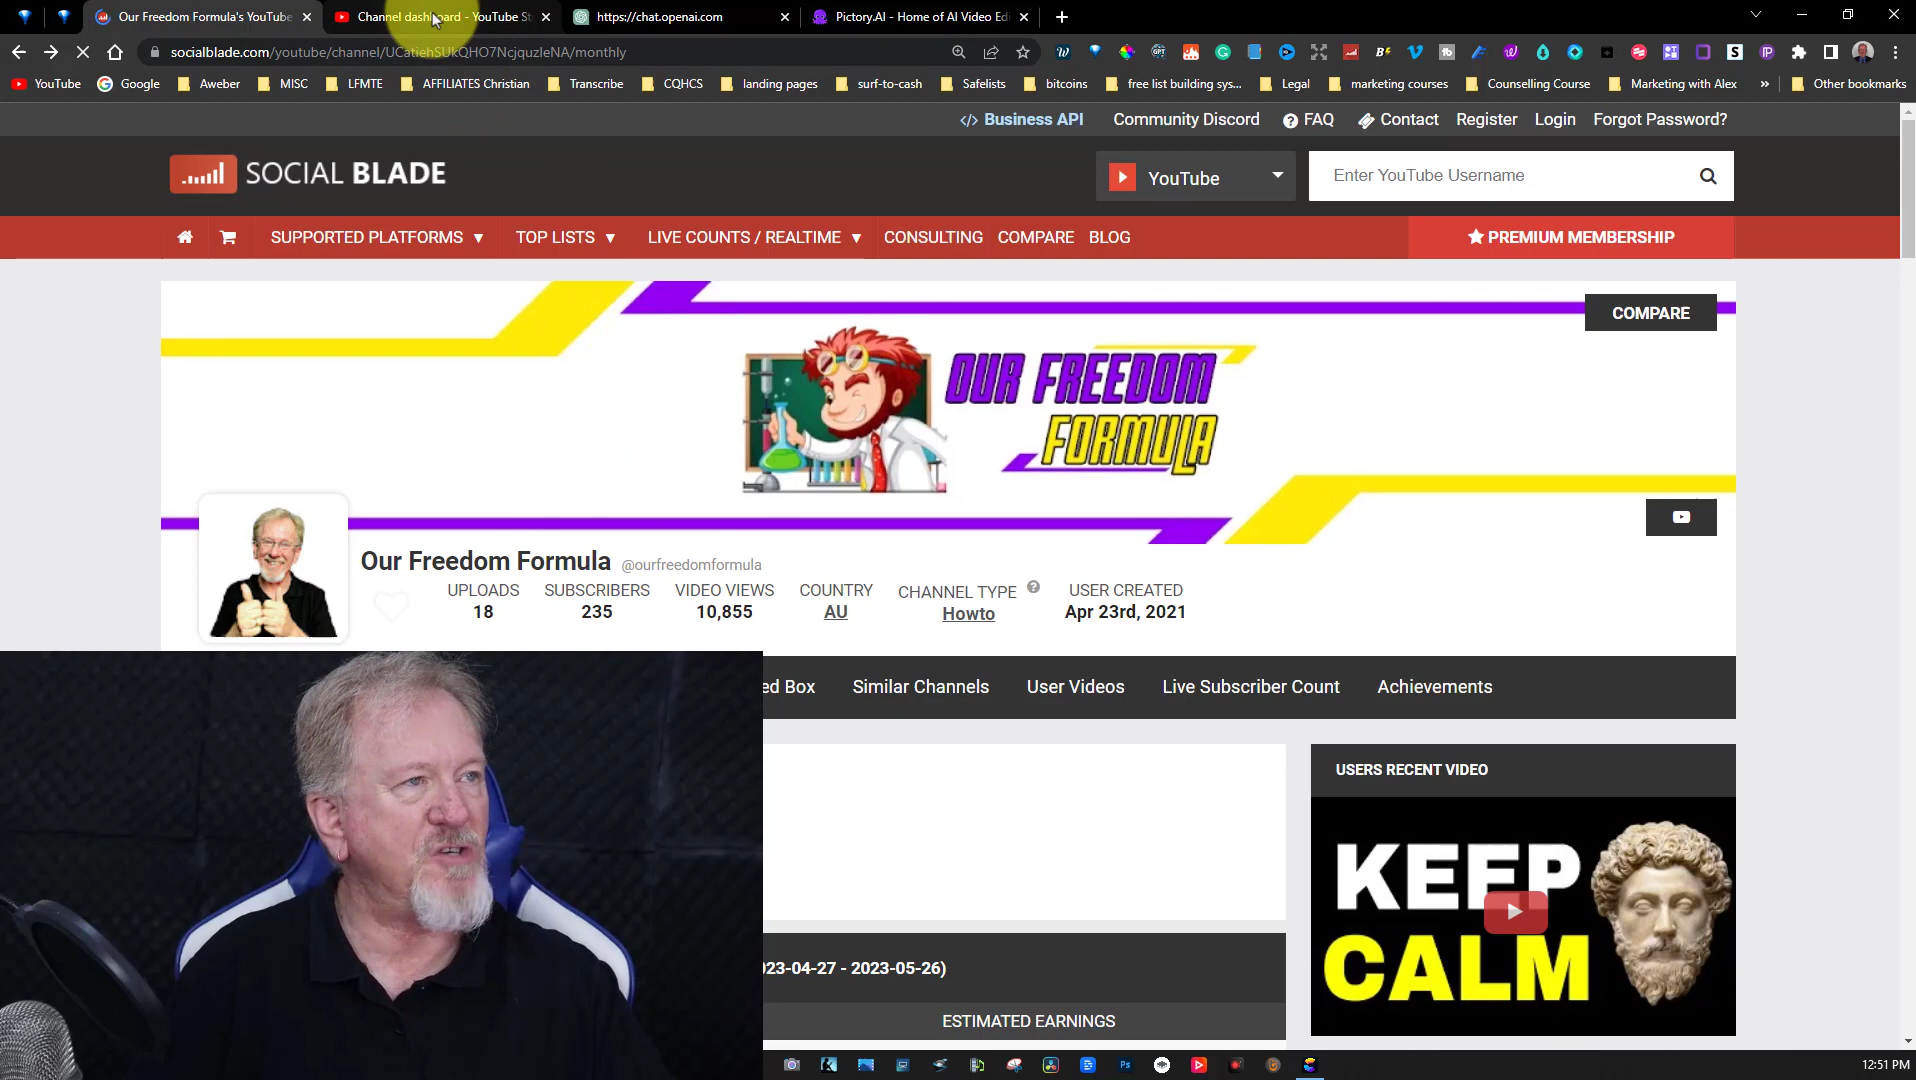 Our Freedom Formula's YouTube
Channel dashboard - YouTube St
https://chat.openai.com
Pictory.AI - Home of AI Video Edi
socialblade.com/youtube/channel/UCatiehSUkQHO7NcjquzIeNA/monthly
YouTube
Google
Aweber
MISC
LFMTE
AFFILIATES Christian
Transcribe
CQHCS
landing pages
surf-to-cash
Safelists
bitcoins
free list building sys...
Legal
marketing courses
Counselling Course
Marketing with Alex
»
Other bookmarks
</> Business API
Community Discord
FAQ
Contact
Register
Login
Forgot Password?
SOCIAL BLADE
YouTube
Enter YouTube Username
SUPPORTED PLATFORMS
TOP LISTS
LIVE COUNTS / REALTIME
CONSULTING
COMPARE
BLOG
PREMIUM MEMBERSHIP
COMPARE
OUR FREEDOM
FORMULA
Our Freedom Formula @ourfreedomformula
UPLOADS
18
SUBSCRIBERS
235
VIDEO VIEWS
10,855
COUNTRY
AU
CHANNEL TYPE
Howto
USER CREATED
Apr 23rd, 2021
ed Box
Similar Channels
User Videos
Live Subscriber Count
Achievements
USERS RECENT VIDEO
KEEP
CALM
023-04-27 - 2023-05-26)
ESTIMATED EARNINGS
12:51 PM